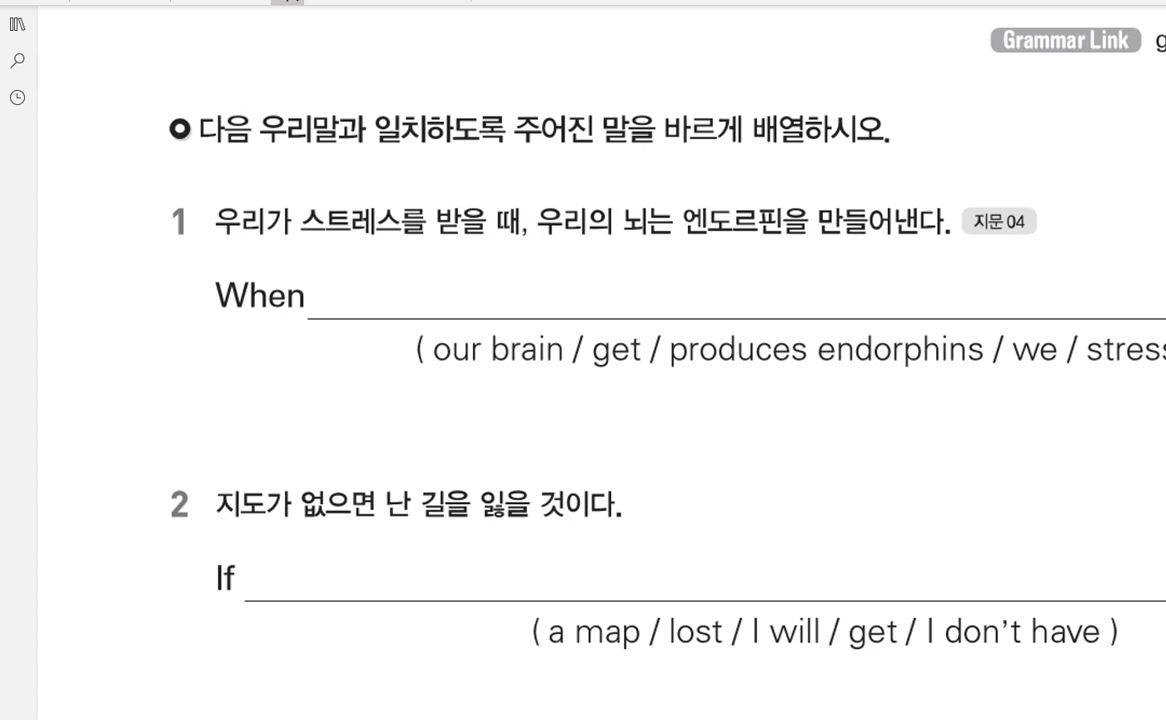 Grammar Link
다음 우리말과 일치하도록 주어진 말을 바르게 배열하시오.
1 우리가 스트레스를 받을 때, 우리의 뇌는 엔도르핀을 만들어낸다. 지문 04
When
( our brain / get / produces endorphins / we /
2 지도가 없으면 난 길을 잃을 것이다.
If
( a map / lost / I will / get / I don't have )